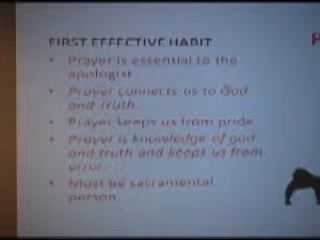 FIRST EFFECTIVE HABIT
• Prayer is essential to the
apologist.
• Prayer connects us to God
and Truth.
• Prayer keeps us from pride.
• Prayer is knowledge of god
and truth and keeps us from
error.
• Must be sacramental
person.